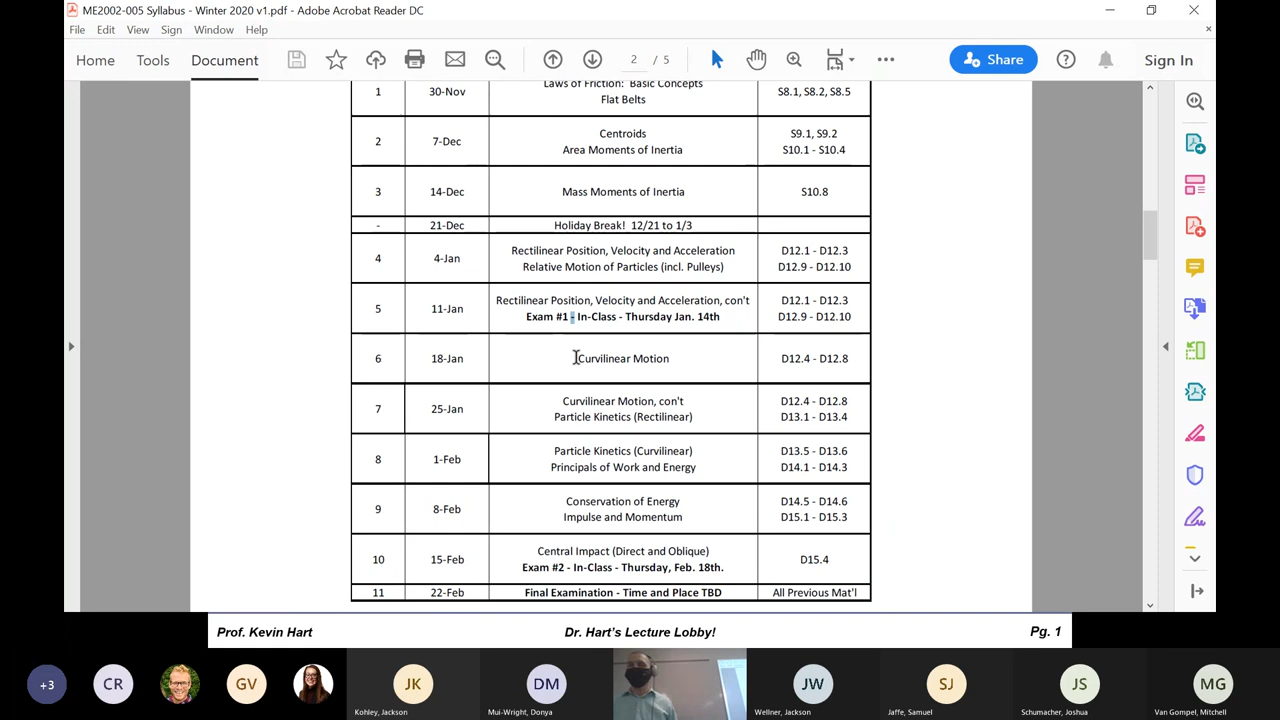 ME2002-005 Syllabus - Winter 2020 v1.pdf - Adobe Acrobat Reader DC
File Edit View Sign Window Help
Home Tools Document 2 / 5 Share Sign In
1 30-Nov Laws of Friction: Basic Concepts S8.1, S8.2, S8.5
Flat Belts
2 7-Dec Centroids S9.1, S9.2
Area Moments of Inertia S10.1 - S10.4
3 14-Dec Mass Moments of Inertia S10.8
- 21-Dec Holiday Break! 12/21 to 1/3
4 4-Jan Rectilinear Position, Velocity and Acceleration D12.1 - D12.3
Relative Motion of Particles (incl. Pulleys) D12.9 - D12.10
5 11-Jan Rectilinear Position, Velocity and Acceleration, con't D12.1 - D12.3
Exam #1 - In-Class - Thursday Jan. 14th D12.9 - D12.10
6 18-Jan Curvilinear Motion D12.4 - D12.8
7 25-Jan Curvilinear Motion, con't D12.4 - D12.8
Particle Kinetics (Rectilinear) D13.1 - D13.4
8 1-Feb Particle Kinetics (Curvilinear) D13.5 - D13.6
Principals of Work and Energy D14.1 - D14.3
9 8-Feb Conservation of Energy D14.5 - D14.6
Impulse and Momentum D15.1 - D15.3
10 15-Feb Central Impact (Direct and Oblique) D15.4
Exam #2 - In-Class - Thursday, Feb. 18th.
11 22-Feb Final Examination - Time and Place TBD All Previous Mat'l
Prof. Kevin Hart Dr. Hart's Lecture Lobby! Pg. 1
+3 CR GV JK DM JW SJ JS MG
Kohley, Jackson Mui-Wright, Donya Wellner, Jackson Jaffe, Samuel Schumacher, Joshua Van Gompel, Mitchell